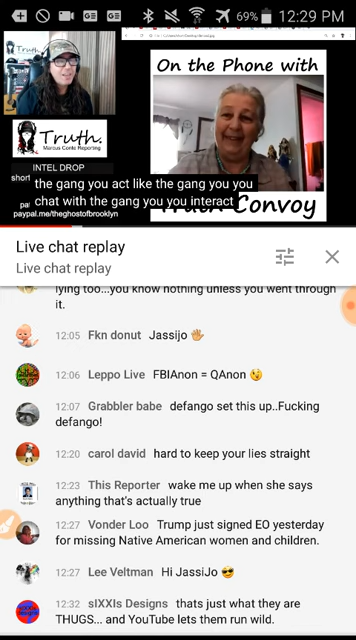 69% 12:29 PM
On the Phone with
Truth.
Truth.
Marcus Conte Reporting
INTEL DROP
short
the gang you act like the gang you you
chat with the gang you you interact
Convoy
paypal.me/theghostofbrooklyn
Live chat replay
Live chat replay
lying too...you know nothing unless you went through
it.
12:05 Fkn donut Jassijo 🖐
12:06 Leppo Live FBIAnon = QAnon 😉
12:07 Grabbler babe defango set this up..Fucking
defango!
12:20 carol david hard to keep your lies straight
12:23 This Reporter wake me up when she says
anything that's actually true
12:27 Vonder Loo Trump just signed EO yesterday
for missing Native American women and children.
12:27 Lee Veltman Hi JassiJo 😎
12:32 sIXXIs Designs thats just what they are
THUGS... and YouTube lets them run wild.